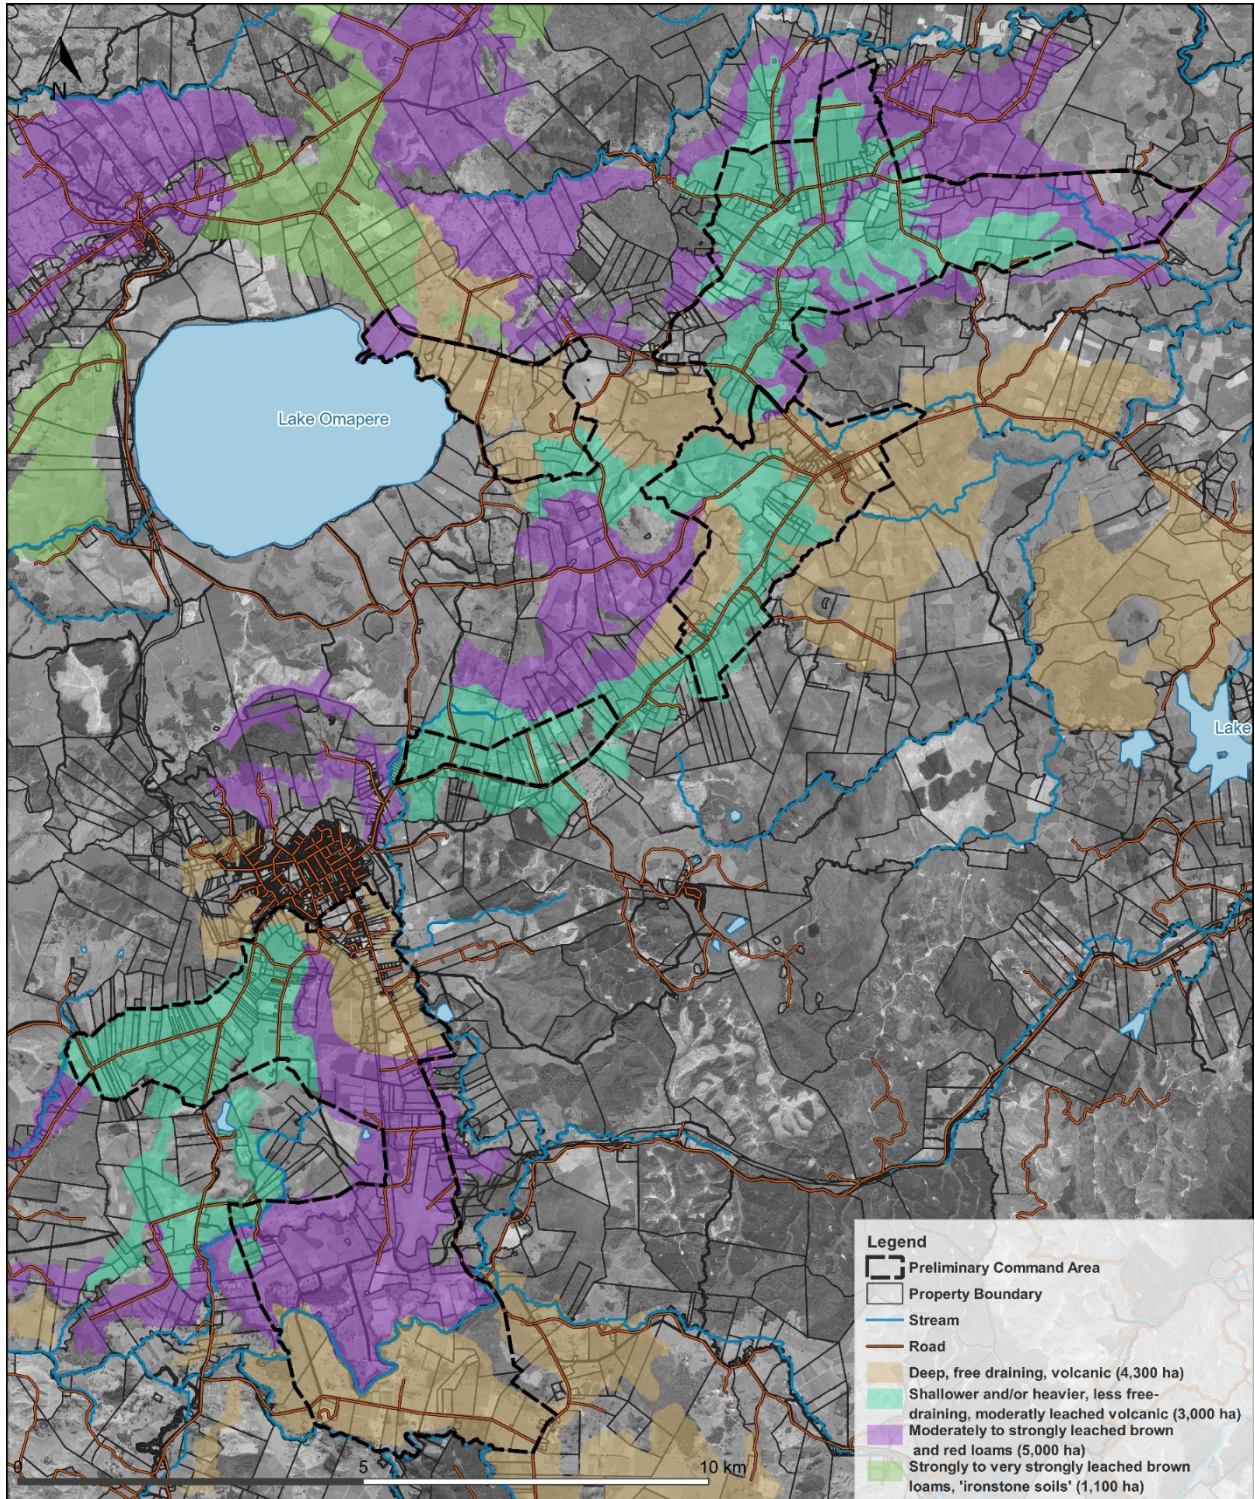 N
Lake Omapere
Lake
Legend
Preliminary Command Area
Property Boundary
Stream
Road
Deep, free draining, volcanic (4,300 ha)
Shallower and/or heavier, less free-
draining, moderatly leached volcanic (3,000 ha)
Moderately to strongly leached brown
and red loams (5,000 ha)
Strongly to very strongly leached brown
loams, 'ironstone soils' (1,100 ha)
0 5 10 km